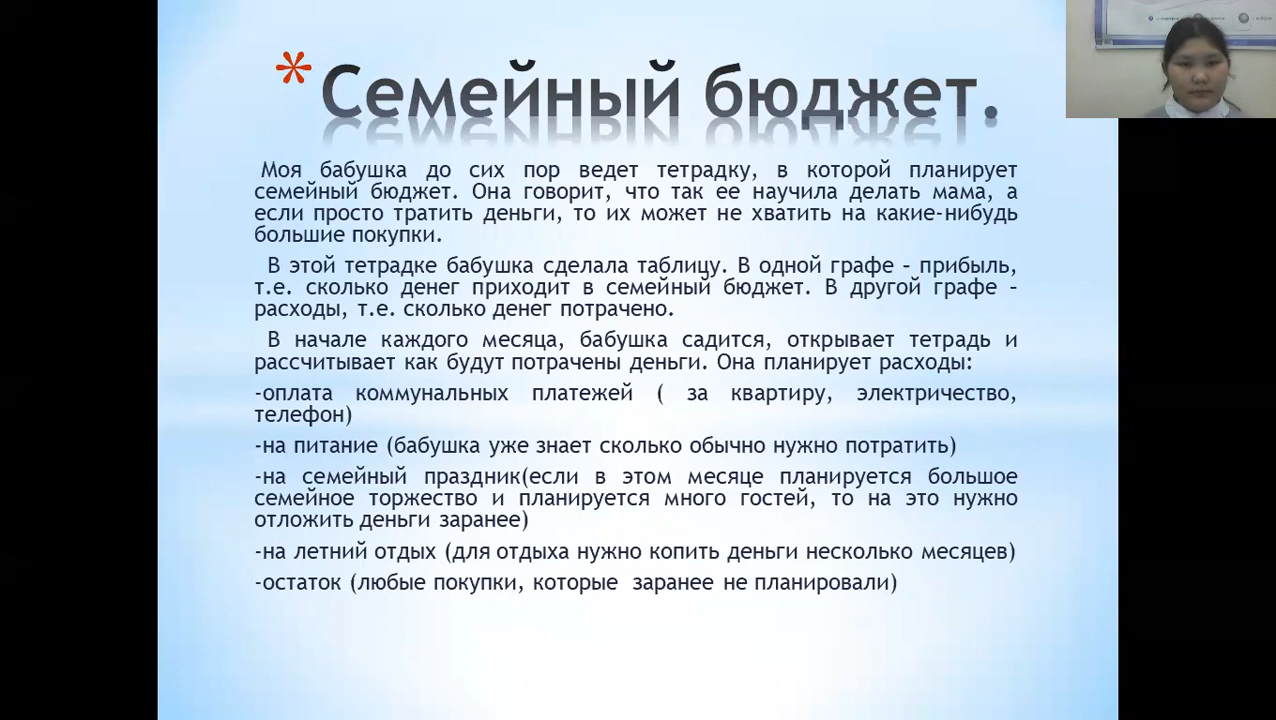 * Семейный бюджет.
Моя бабушка до сих пор ведет тетрадку, в которой планирует
семейный бюджет. Она говорит, что так ее научила делать мама, а
если просто тратить деньги, то их может не хватить на какие-нибудь
большие покупки.
В этой тетрадке бабушка сделала таблицу. В одной графе – прибыль,
т.е. сколько денег приходит в семейный бюджет. В другой графе –
расходы, т.е. сколько денег потрачено.
В начале каждого месяца, бабушка садится, открывает тетрадь и
рассчитывает как будут потрачены деньги. Она планирует расходы:
-оплата коммунальных платежей ( за квартиру, электричество,
телефон)
-на питание (бабушка уже знает сколько обычно нужно потратить)
-на семейный праздник(если в этом месяце планируется большое
семейное торжество и планируется много гостей, то на это нужно
отложить деньги заранее)
-на летний отдых (для отдыха нужно копить деньги несколько месяцев)
-остаток (любые покупки, которые  заранее не планировали)